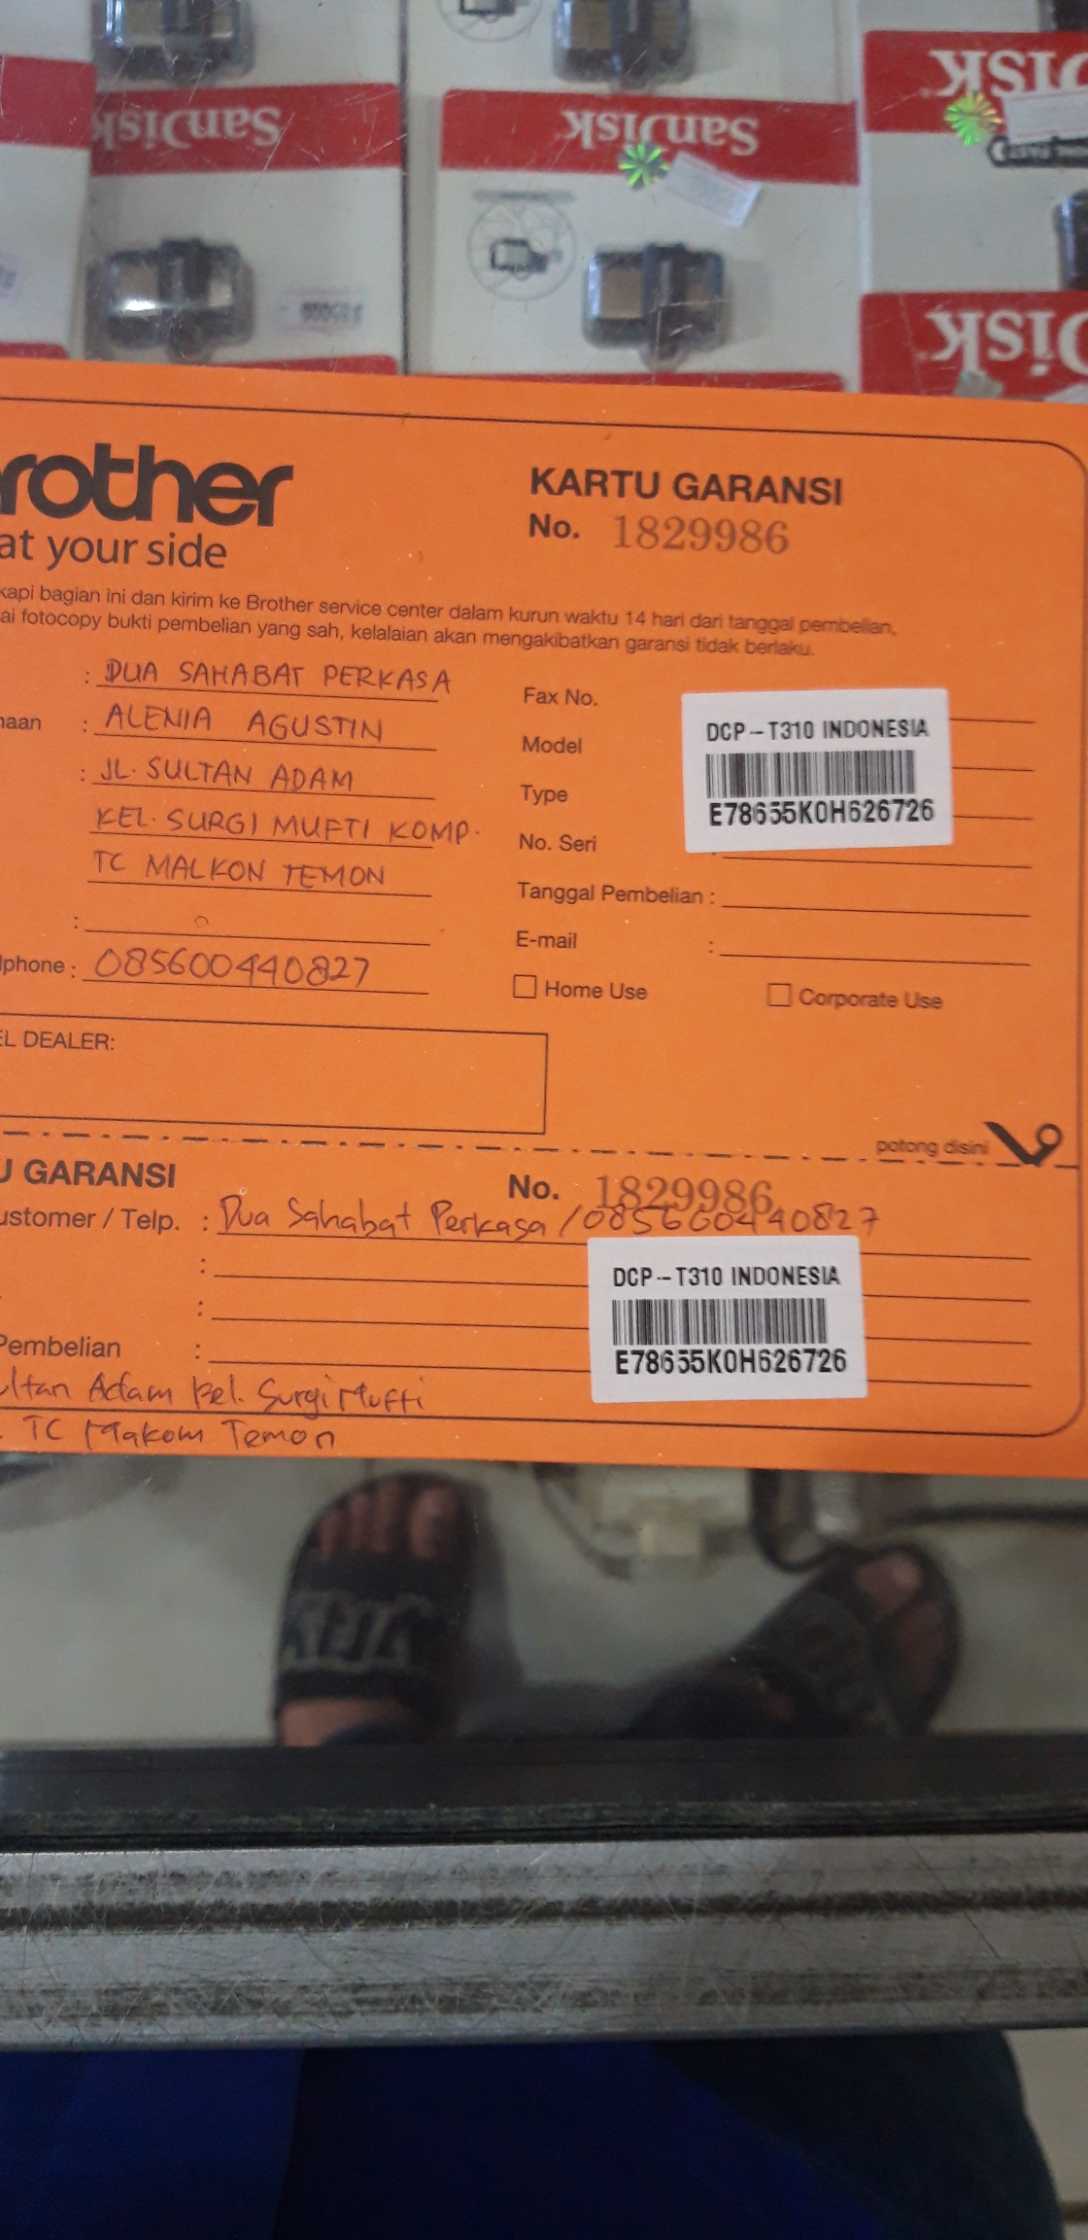 SanDisk
SanDisk
Disk
Disk
rother
at your side
KARTU GARANSI
No. 1829986
kapi bagian ini dan kirim ke Brother service center dalam kurun waktu 14 hari dari tanggal pembelian,
ai fotocopy bukti pembelian yang sah, kelalaian akan mengakibatkan garansi tidak berlaku.
: DUA SAHABAT PERKASA
haan : ALENIA AGUSTIN
: JL. SULTAN ADAM
KEL. SURGI MUFTI KOMP.
TC MALKON TEMON
:
lphone : 085600440827
Fax No.
Model
Type
No. Seri
DCP-T310 INDONESIA
E78655K0H626726
Tanggal Pembelian :
E-mail :
Home Use
Corporate Use
EL DEALER:
potong disini
U GARANSI
No. 1829986
ustomer / Telp. : Dua Sahabat Perkasa / 085600440827
:
:
Pembelian :
DCP-T310 INDONESIA
E78655K0H626726
ultan Adam kel. Surgi Mufti
TC Makom Temon